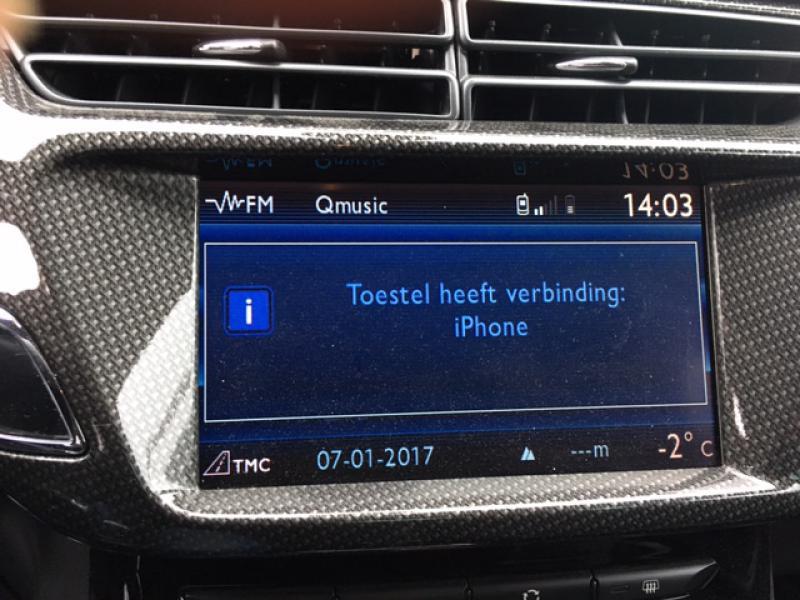 FM Qmusic 14:03
i
Toestel heeft verbinding:
iPhone
TMC 07-01-2017 ---m -2° C